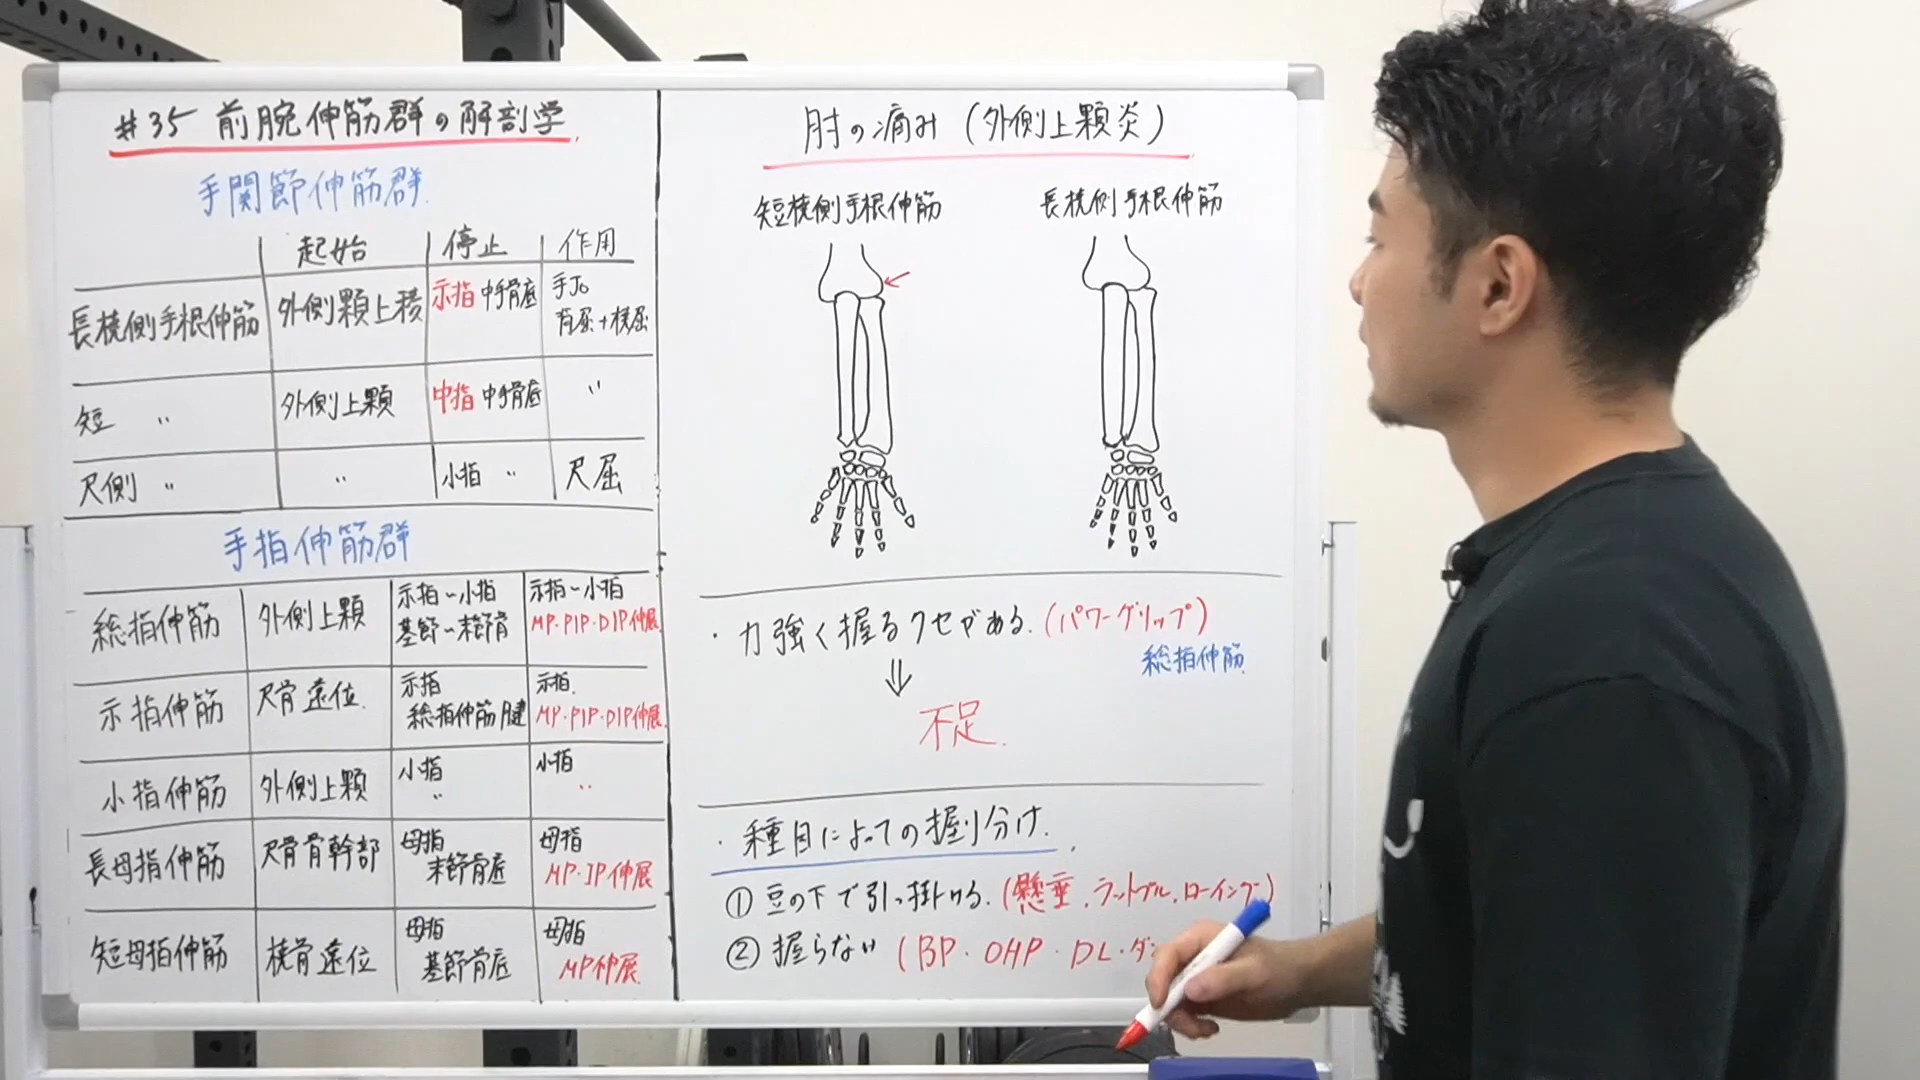 #35 前腕伸筋群の解剖学
手関節伸筋群
起始 停止 作用
長橈側手根伸筋 外側顆上稜 示指 中手骨底 手Jo 背屈+橈屈
短 〃 外側上顆 中指 中手骨底 〃
尺側 〃 〃 小指 〃 尺屈
手指伸筋群
総指伸筋 外側上顆 示指~小指 基節~末節骨 示指~小指 MP・PIP・DIP伸展
示指伸筋 尺骨遠位 示指 総指伸筋腱 示指 MP・PIP・DIP伸展
小指伸筋 外側上顆 小指 〃 小指 〃
長母指伸筋 尺骨骨幹部 母指 末節骨底 母指 MP・IP伸展
短母指伸筋 橈骨遠位 母指 基節骨底 母指 MP伸展
肘の痛み(外側上顆炎)
短橈側手根伸筋 長橈側手根伸筋
・力強く握るクセがある。(パワーグリップ)
総指伸筋
⇓
不足
・種目によっての握り分け
① 豆の下で引っ掛ける。(懸垂、ラットプル、ローイング)
② 握らない (BP・OHP・DL・ダ